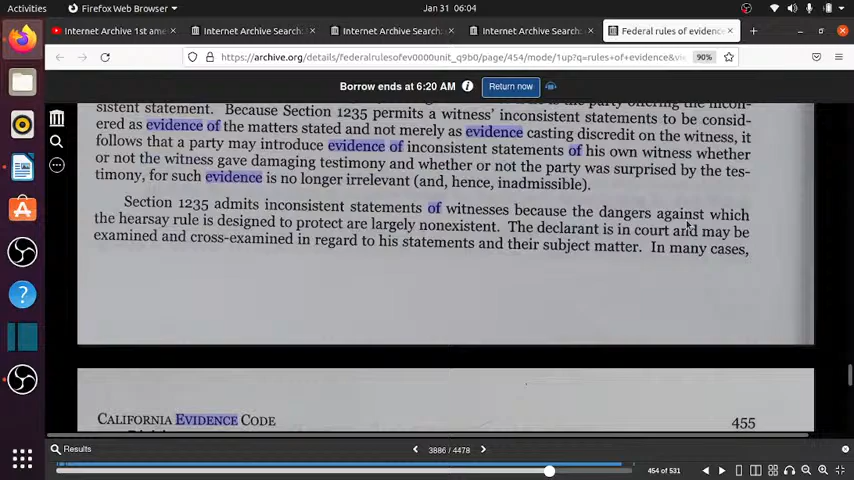 Activities
Firefox Web Browser
Jan 31 06:04
Internet Archive 1st ame
Internet Archive Search:
Internet Archive Search:
Internet Archive Search:
Federal rules of evidence
https://archive.org/details/federalrulesofev0000unit_q9b0/page/454/mode/1up?q=rules+of+evidence&vie
90%
Borrow ends at 6:20 AM
Return now
sistent statement. Because Section 1235 permits a witness' inconsistent statements to be consid-
ered as evidence of the matters stated and not merely as evidence casting discredit on the witness, it
follows that a party may introduce evidence of inconsistent statements of his own witness whether
or not the witness gave damaging testimony and whether or not the party was surprised by the tes-
timony, for such evidence is no longer irrelevant (and, hence, inadmissible).
Section 1235 admits inconsistent statements of witnesses because the dangers against which
the hearsay rule is designed to protect are largely nonexistent. The declarant is in court and may be
examined and cross-examined in regard to his statements and their subject matter. In many cases,
CALIFORNIA EVIDENCE CODE 455
Results
3886 / 4478
454 of 531